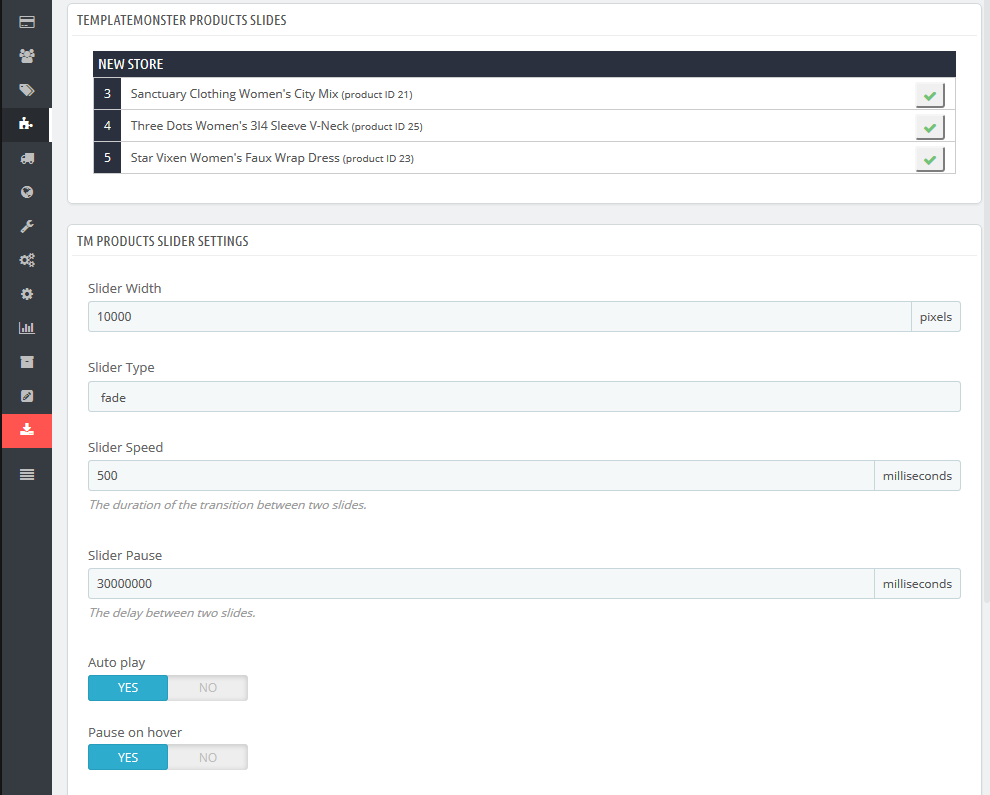 TEMPLATEMONSTER PRODUCTS SLIDES
NEW STORE
3 Sanctuary Clothing Women's City Mix (product ID 21)
4 Three Dots Women's 3l4 Sleeve V-Neck (product ID 25)
5 Star Vixen Women's Faux Wrap Dress (product ID 23)
TM PRODUCTS SLIDER SETTINGS
Slider Width
10000 pixels
Slider Type
fade
Slider Speed
500 milliseconds
The duration of the transition between two slides.
Slider Pause
30000000 milliseconds
The delay between two slides.
Auto play
YES NO
Pause on hover
YES NO